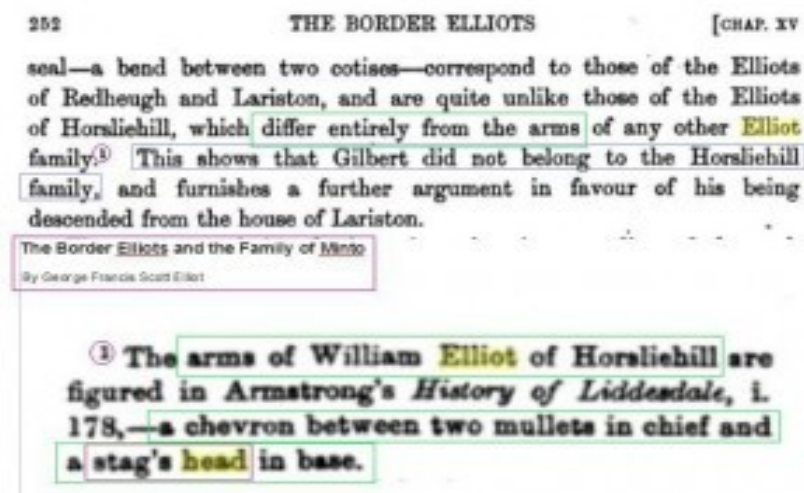 252 THE BORDER ELLIOTS [CHAP. XV
seal—a bend between two cotises—correspond to those of the Elliots
of Redheugh and Lariston, and are quite unlike those of the Elliots
of Horsliehill, which differ entirely from the arms of any other Elliot
family.① This shows that Gilbert did not belong to the Horsliehill
family, and furnishes a further argument in favour of his being
descended from the house of Lariston.
The Border Elliots and the Family of Minto
By George Francis Scott Elliot
① The arms of William Elliot of Horsliehill are
figured in Armstrong's History of Liddesdale, i.
178,—a chevron between two mullets in chief and
a stag's head in base.